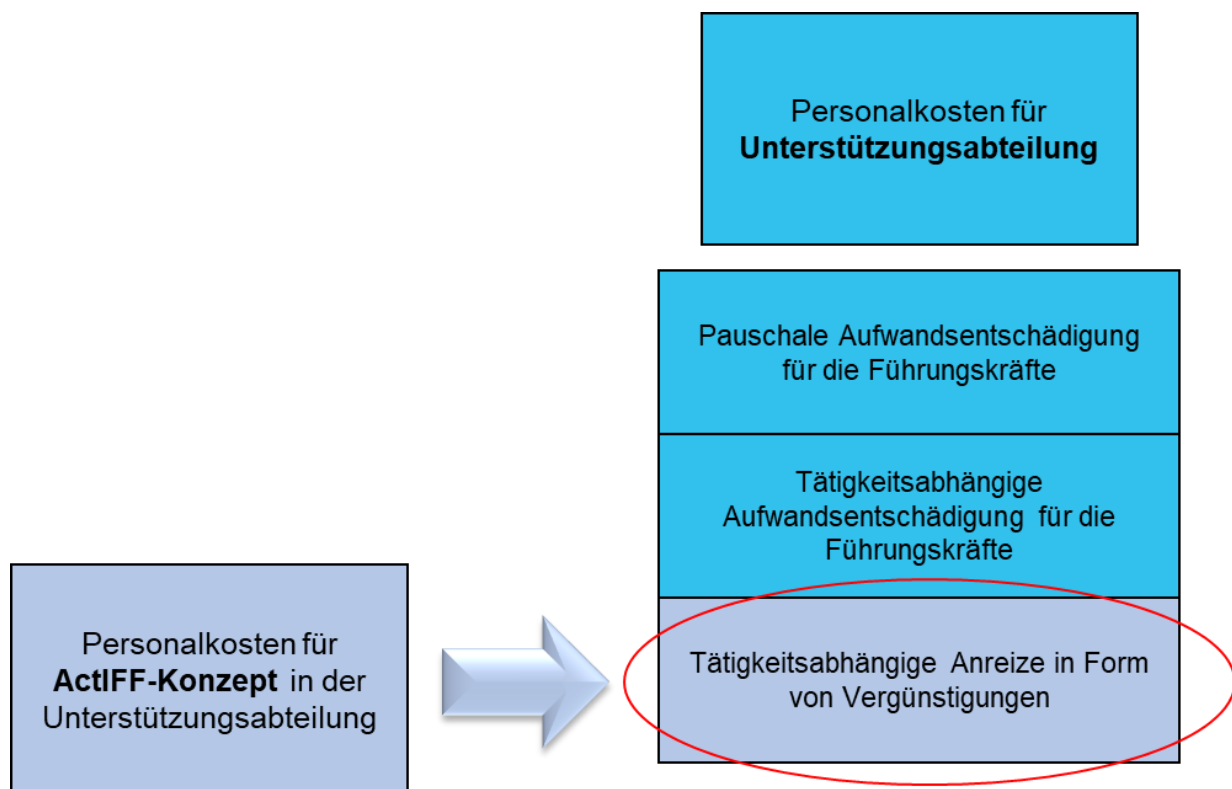 Personalkosten für
Unterstützungsabteilung
Pauschale Aufwandsentschädigung
für die Führungskräfte
Tätigkeitsabhängige
Aufwandsentschädigung für die
Führungskräfte
Personalkosten für
ActIFF-Konzept in der
Unterstützungsabteilung
Tätigkeitsabhängige Anreize in Form
von Vergünstigungen